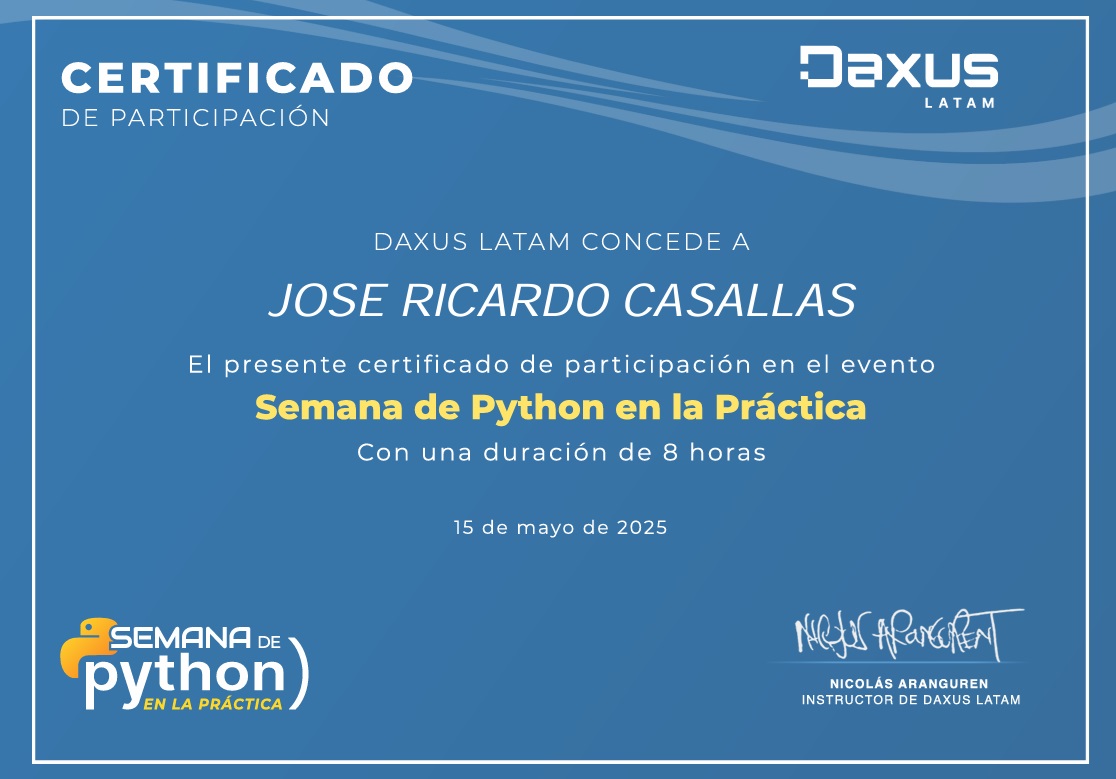 CERTIFICADO
DE PARTICIPACIÓN
Daxus
LATAM
DAXUS LATAM CONCEDE A
JOSE RICARDO CASALLAS
El presente certificado de participación en el evento
Semana de Python en la Práctica
Con una duración de 8 horas
15 de mayo de 2025
SEMANA DE
python)
EN LA PRÁCTICA
NICOLÁS ARANGUREN
INSTRUCTOR DE DAXUS LATAM